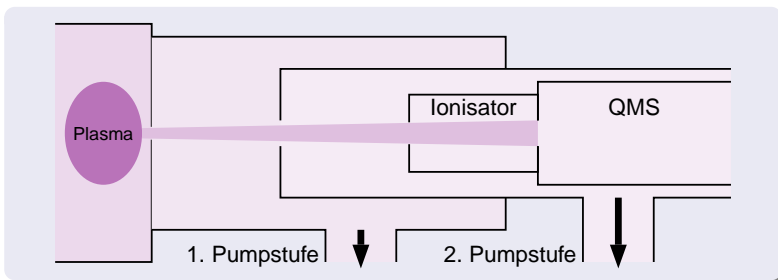 Ionisator
QMS
Plasma
1. Pumpstufe
2. Pumpstufe